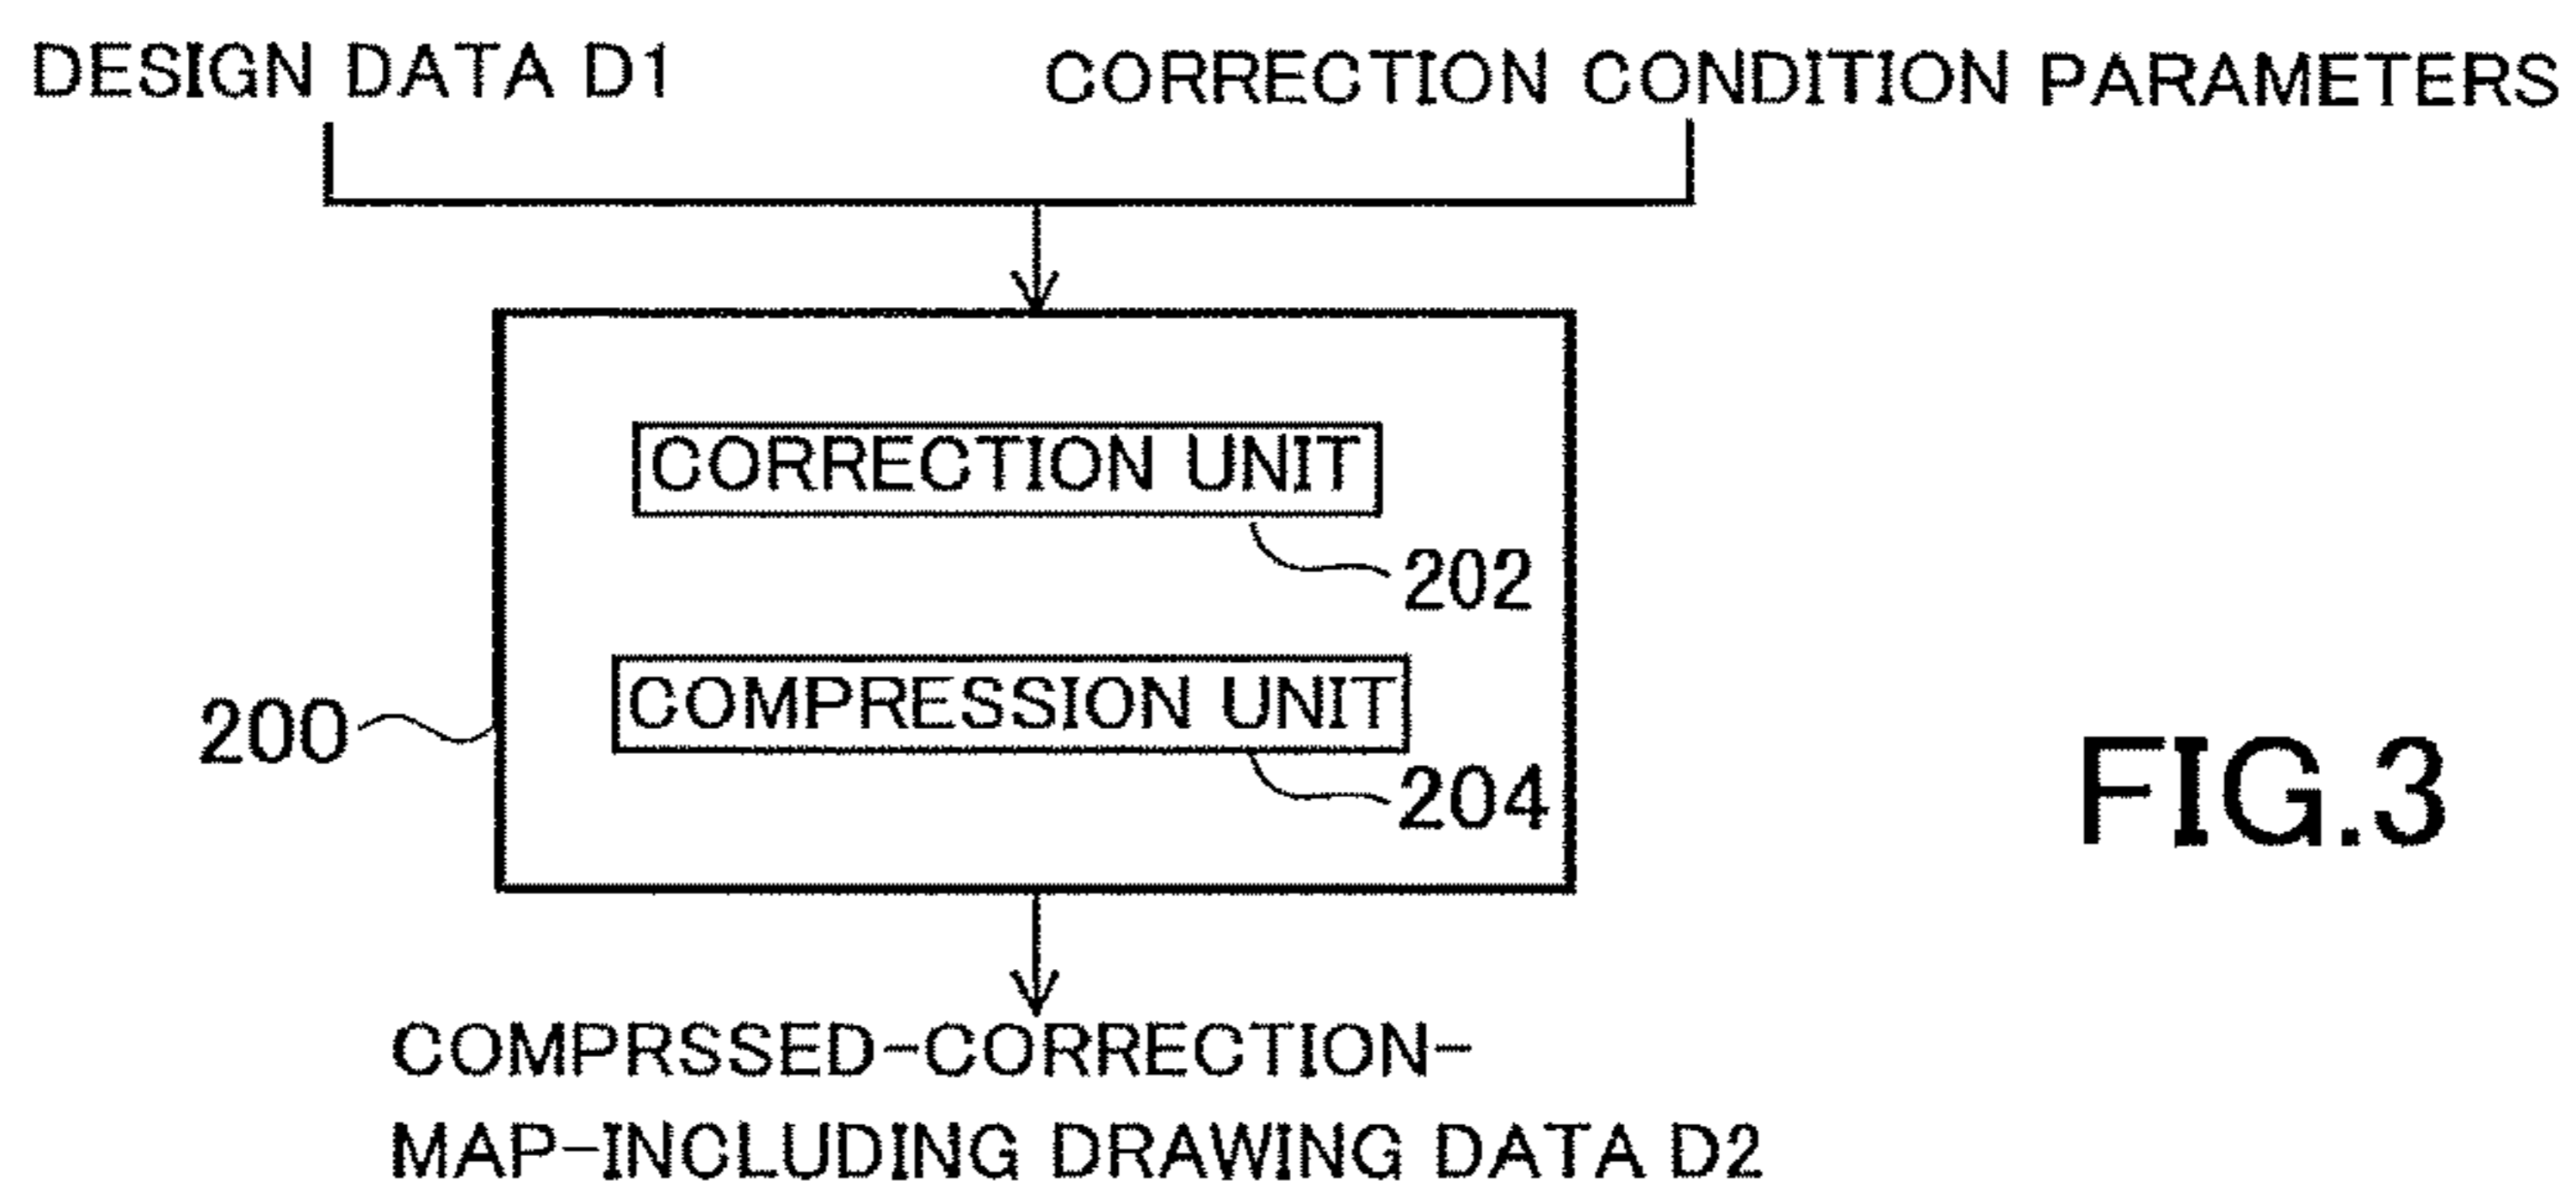 DESIGN DATA D1
CORRECTION CONDITION PARAMETERS
CORRECTION UNIT
202
COMPRESSION UNIT
200
204
FIG.3
COMPRSSED-CORRECTION-
MAP-INCLUDING DRAWING DATA D2